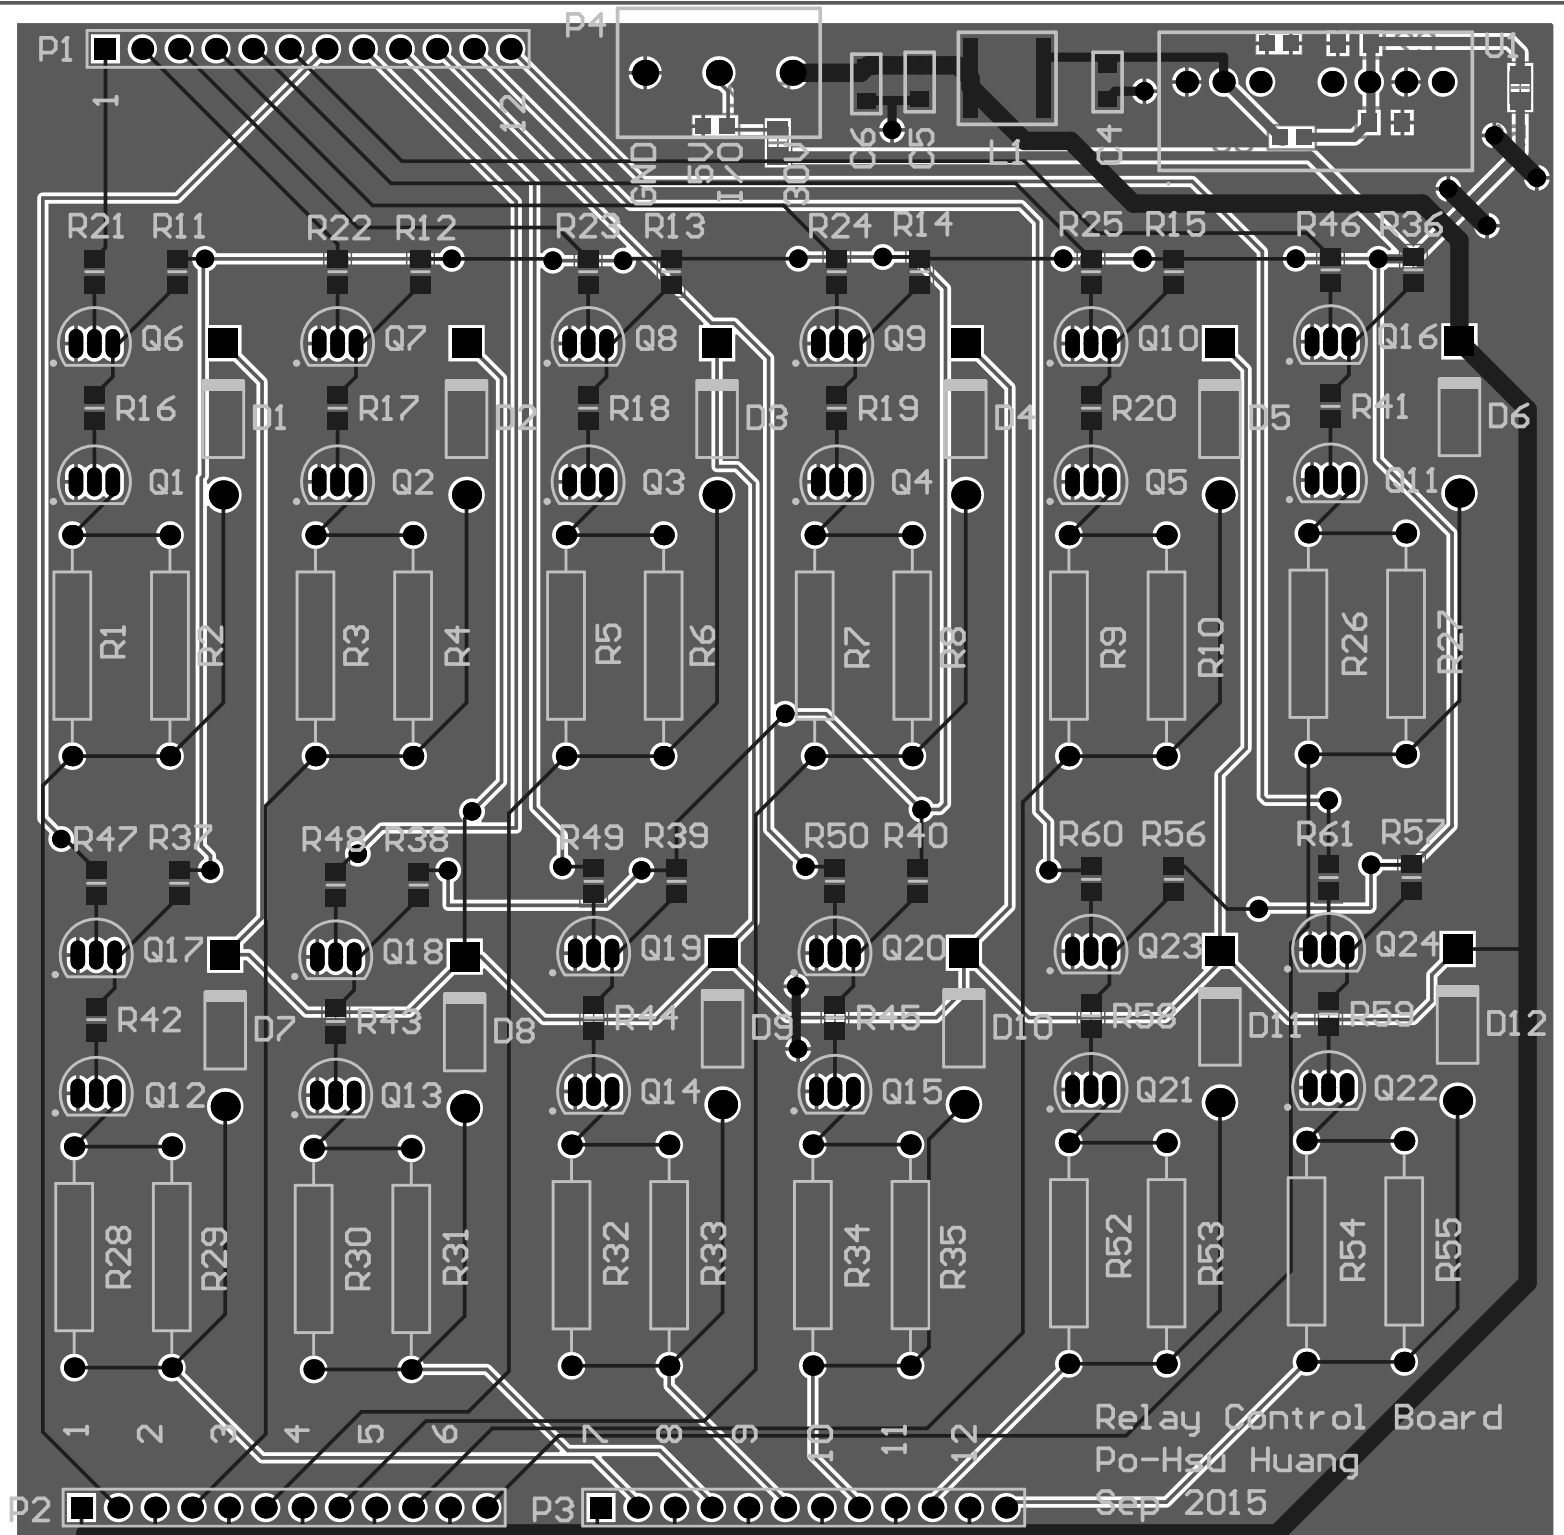 P1
P4
U1
1
12
C6
C5
L1
C4
GND
5V
I/O
30V
R21 R11 R22 R12 R23 R13 R24 R14 R25 R15 R46 R36
Q6 Q7 Q8 Q9 Q10 Q16
R16 D1 R17 D2 R18 D3 R19 D4 R20 D5 R41 D6
Q1 Q2 Q3 Q4 Q5 Q11
R1 R2 R3 R4 R5 R6 R7 R8 R9 R10 R26 R27
R47 R37 R48 R38 R49 R39 R50 R40 R60 R56 R61 R57
Q17 Q18 Q19 Q20 Q23 Q24
R42 D7 R43 D8 R44 D9 R45 D10 R58 D11 R59 D12
Q12 Q13 Q14 Q15 Q21 Q22
R28 R29 R30 R31 R32 R33 R34 R35 R52 R53 R54 R55
1 2 3 4 5 6 7 8 9 10 11 12
Relay Control Board
Po-Hsu Huang
Sep 2015
P2 P3